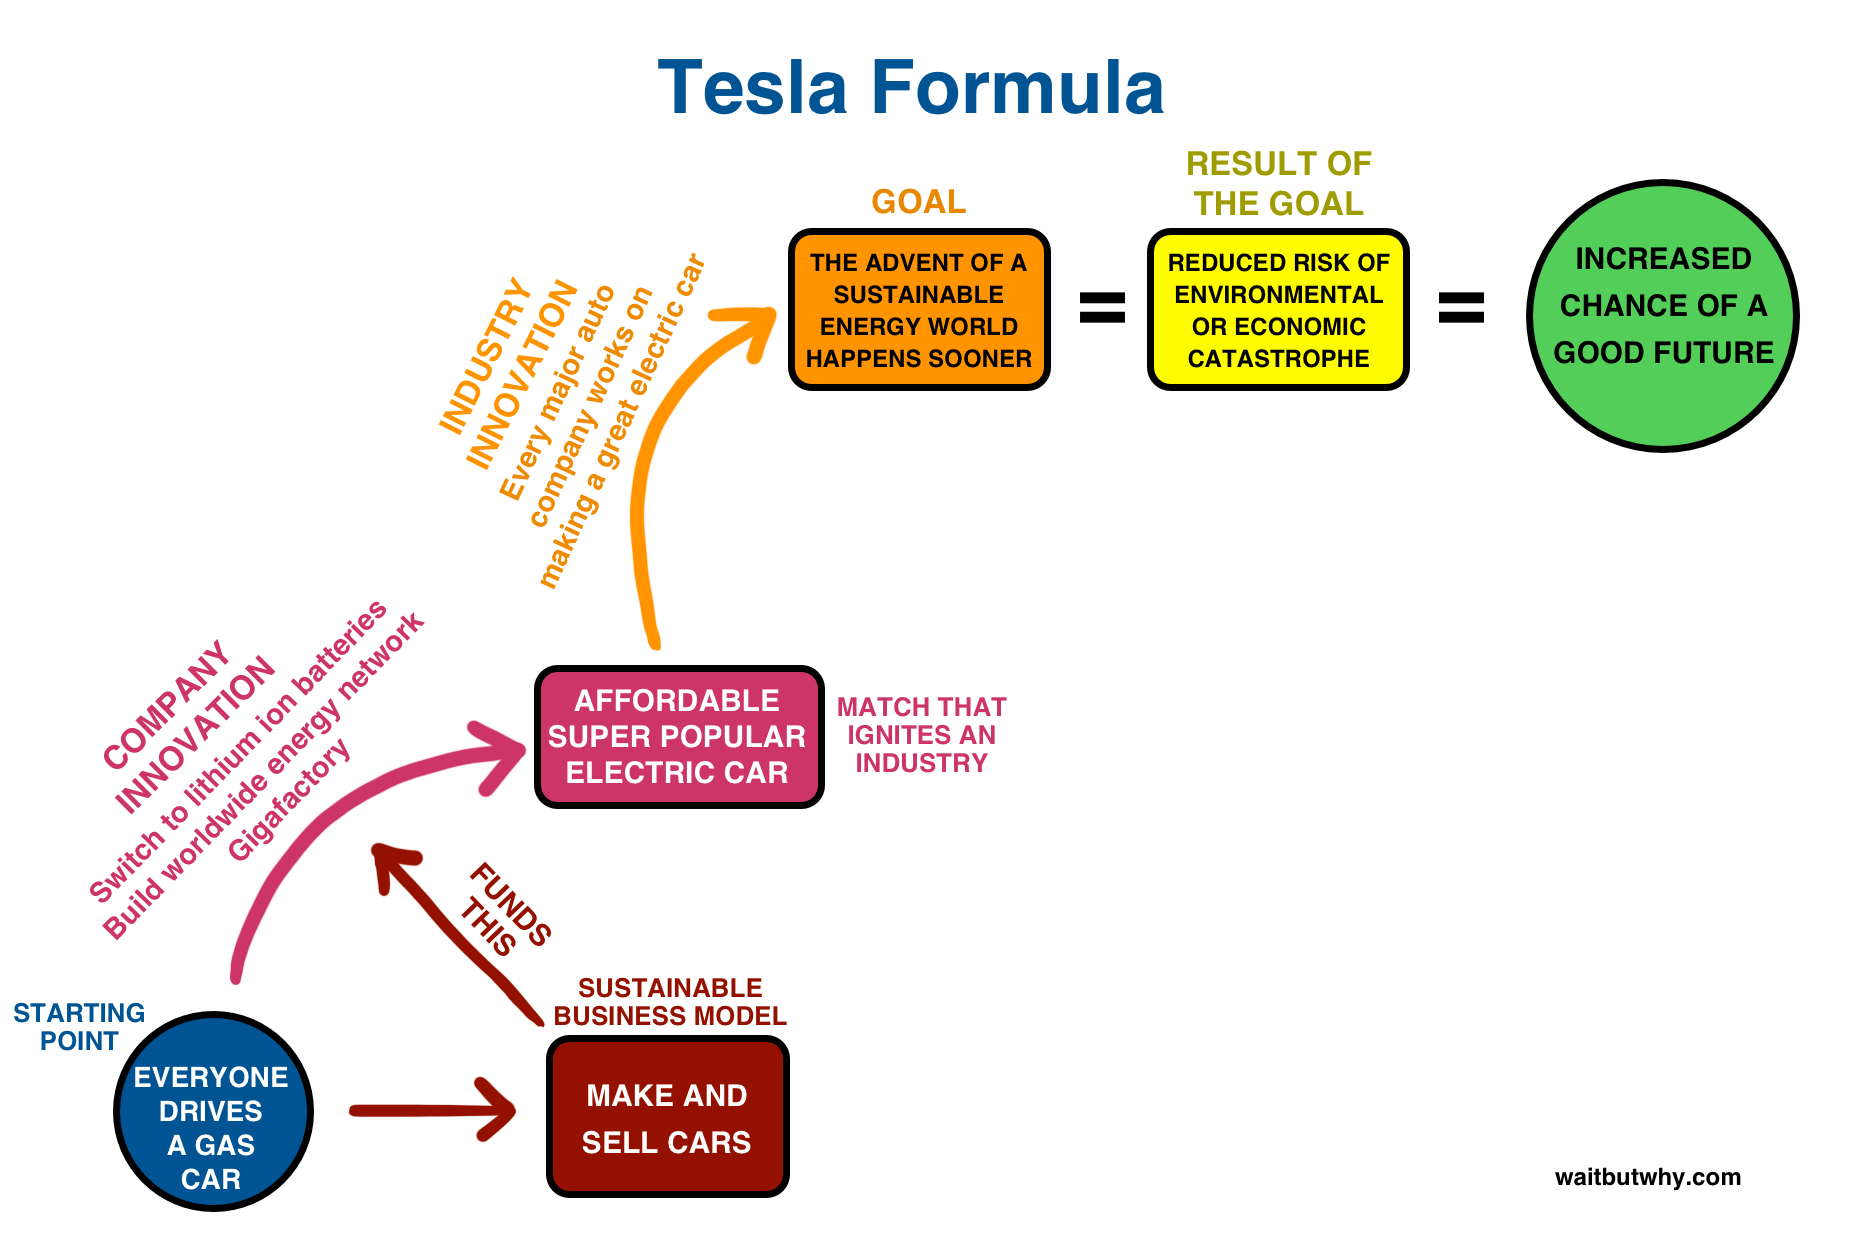 Tesla Formula
GOAL
THE ADVENT OF A
SUSTAINABLE
ENERGY WORLD
HAPPENS SOONER
=
RESULT OF
THE GOAL
REDUCED RISK OF
ENVIRONMENTAL
OR ECONOMIC
CATASTROPHE
=
INCREASED
CHANCE OF A
GOOD FUTURE
INDUSTRY
INNOVATION
Every major auto
company works on
making a great electric car
AFFORDABLE
SUPER POPULAR
ELECTRIC CAR
MATCH THAT
IGNITES AN
INDUSTRY
COMPANY
INNOVATION
Switch to lithium ion batteries
Build worldwide energy network
Gigafactory
FUNDS
THIS
STARTING
POINT
EVERYONE
DRIVES
A GAS
CAR
SUSTAINABLE
BUSINESS MODEL
MAKE AND
SELL CARS
waitbutwhy.com